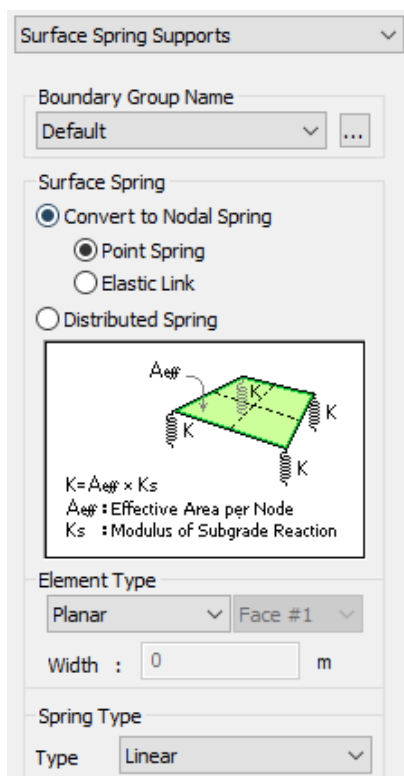 Surface Spring Supports
Boundary Group Name
Default
...
Surface Spring
Convert to Nodal Spring
Point Spring
Elastic Link
Distributed Spring
Aeff
K
K
K
K
K=Aeff × Ks
Aeff : Effective Area per Node
Ks : Modulus of Subgrade Reaction
Element Type
Planar Face #1
Width : 0 m
Spring Type
Type Linear